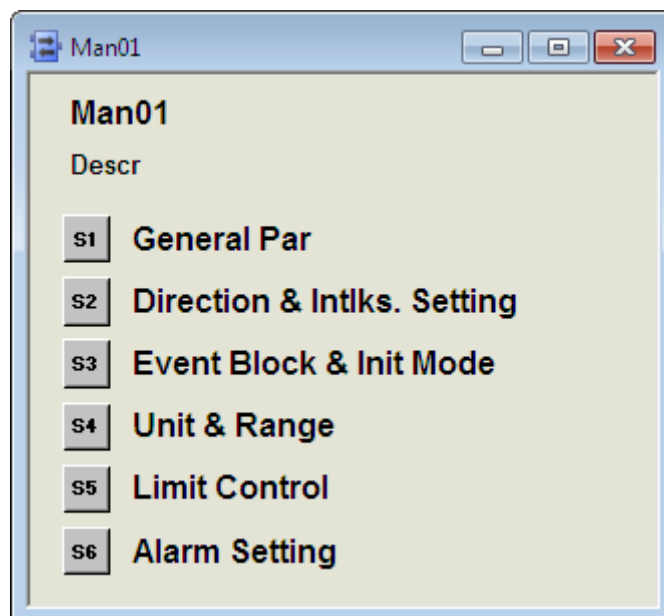 Man01
Man01
Descr
S1 General Par
S2 Direction & Intlks. Setting
S3 Event Block & Init Mode
S4 Unit & Range
S5 Limit Control
S6 Alarm Setting